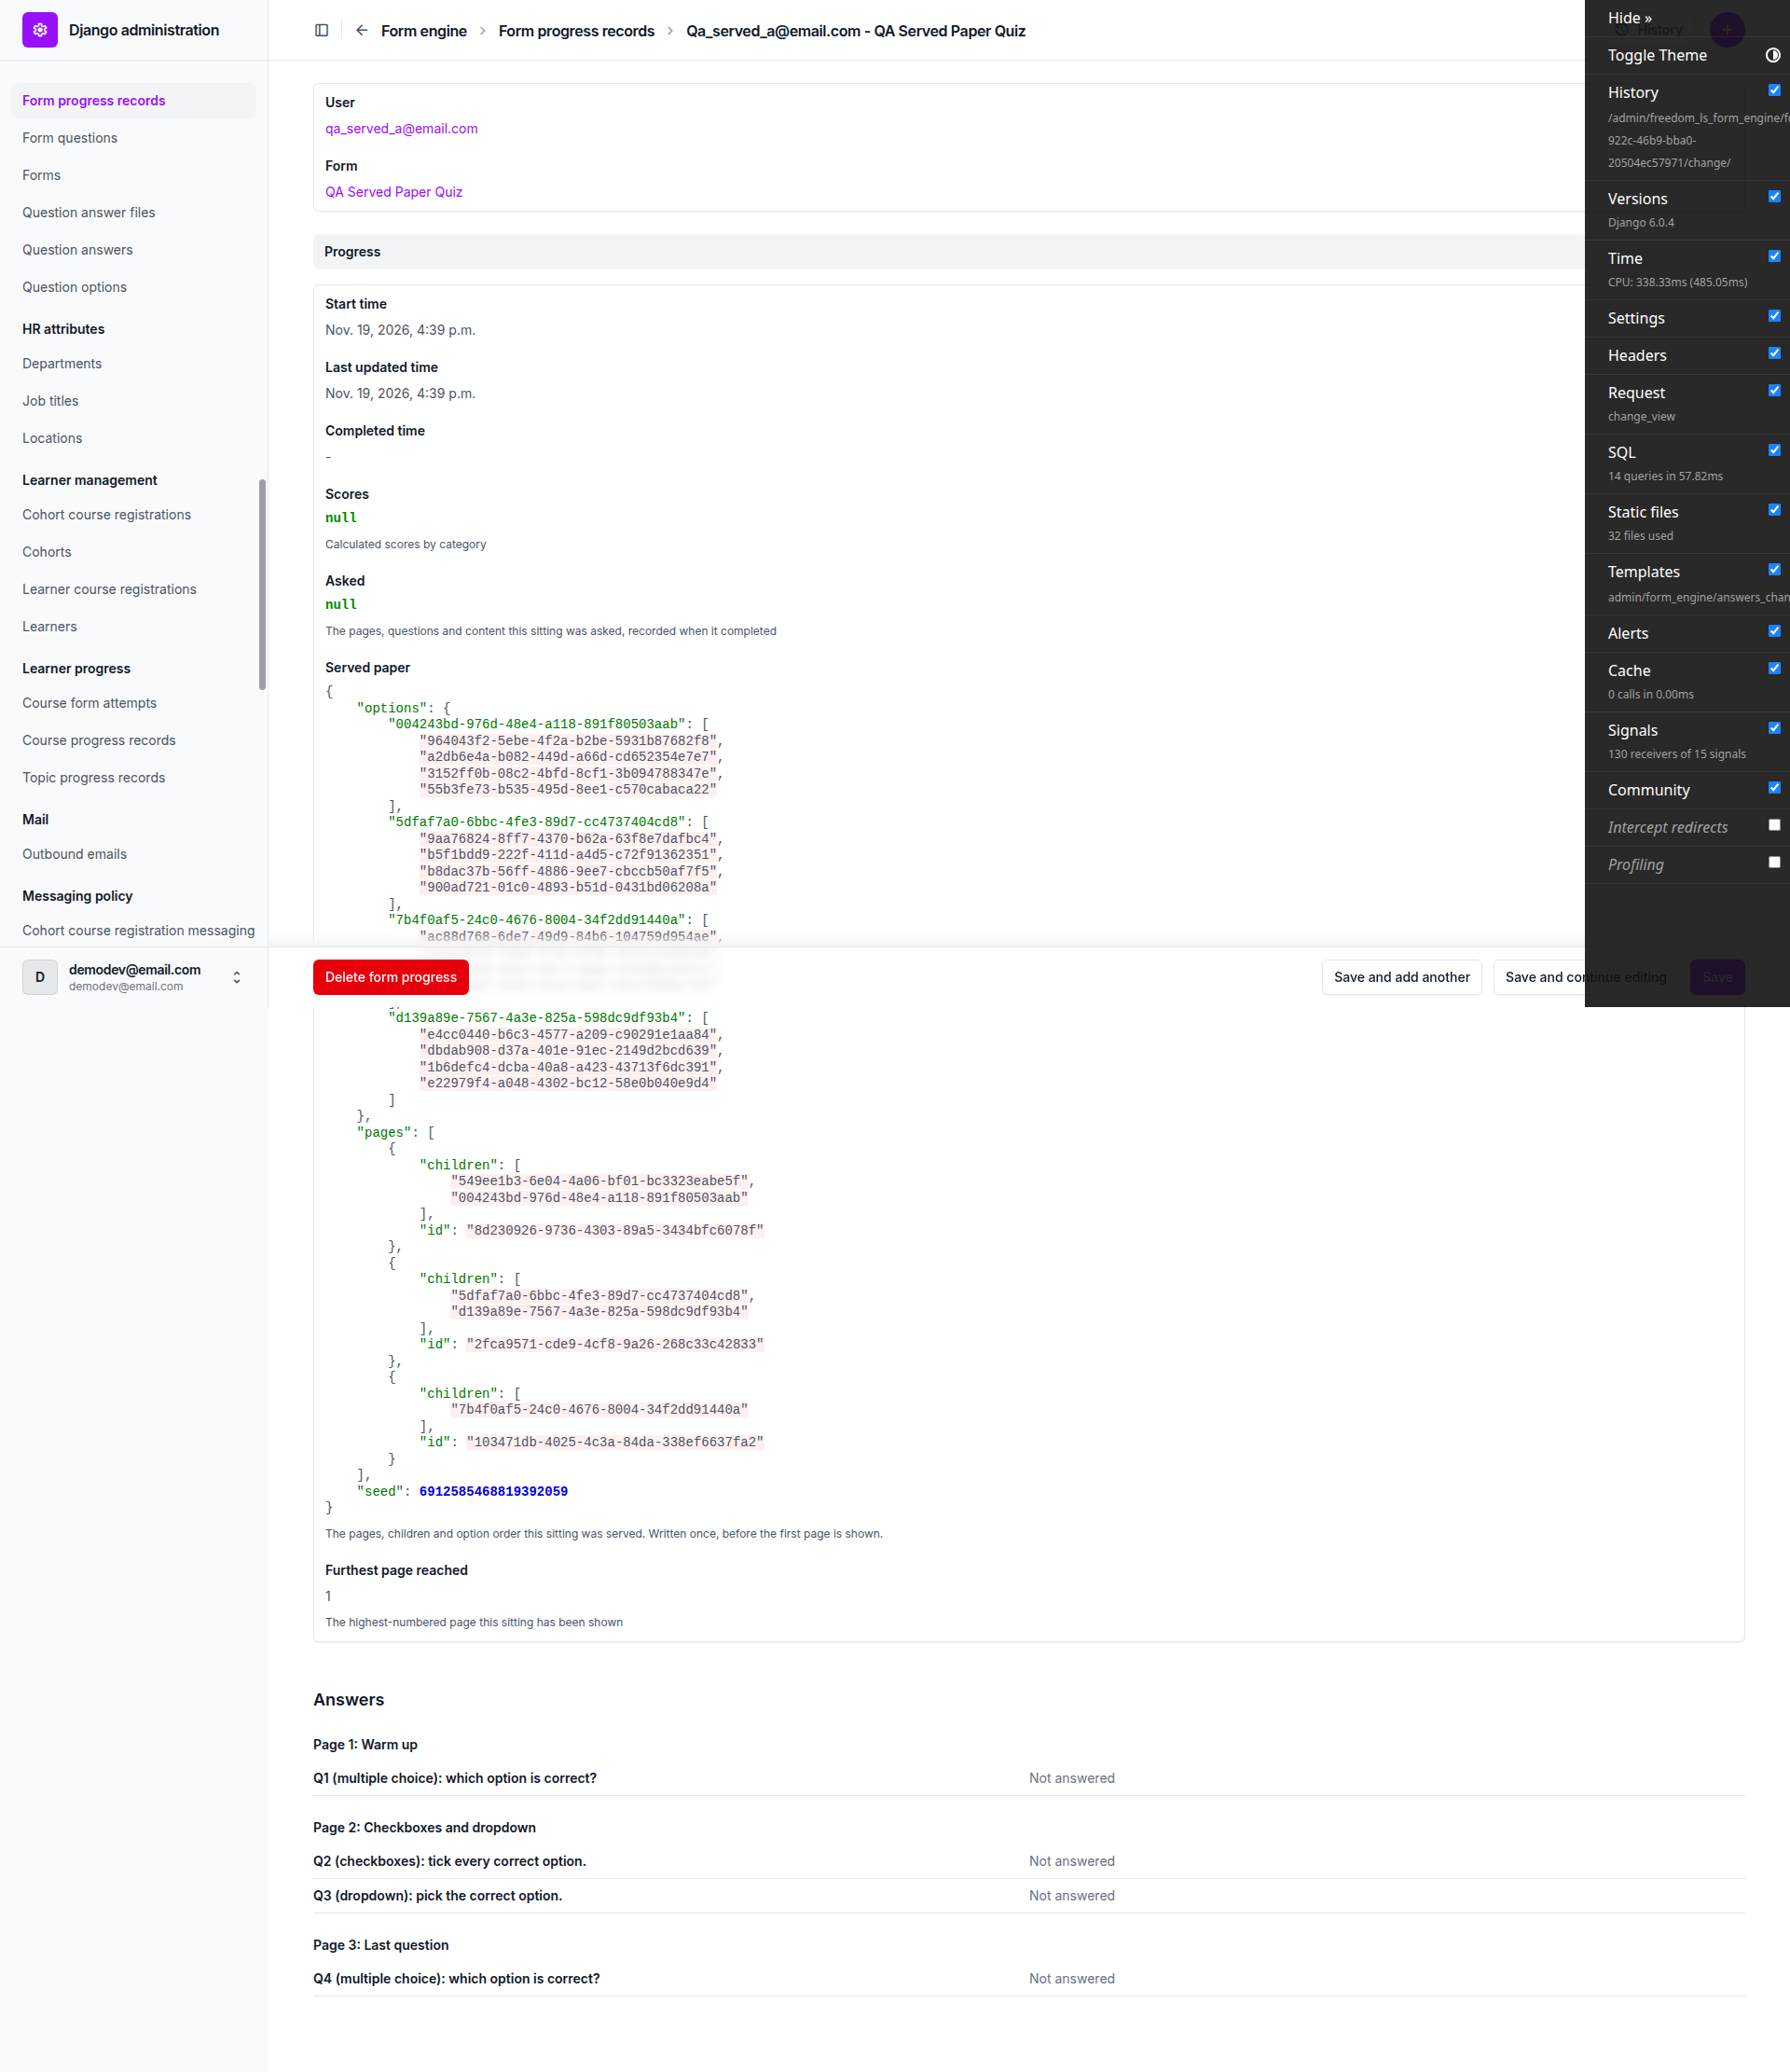 Django administration
Form progress records
Form questions
Forms
Question answer files
Question answers
Question options
HR attributes
Departments
Job titles
Locations
Learner management
Cohort course registrations
Cohorts
Learner course registrations
Learners
Learner progress
Course form attempts
Course progress records
Topic progress records
Mail
Outbound emails
Messaging policy
Cohort course registration messaging
D
demodev@email.com
demodev@email.com
Form engine
Form progress records
Qa_served_a@email.com - QA Served Paper Quiz
User
qa_served_a@email.com
Form
QA Served Paper Quiz
Progress
Start time
Nov. 19, 2026, 4:39 p.m.
Last updated time
Nov. 19, 2026, 4:39 p.m.
Completed time
-
Scores
null
Calculated scores by category
Asked
null
The pages, questions and content this sitting was asked, recorded when it completed
Served paper
{
"options": {
"004243bd-976d-48e4-a118-891f80503aab": [
"964043f2-5ebe-4f2a-b2be-5931b87682f8",
"a2db6e4a-b082-449d-a66d-cd652354e7e7",
"3152ff0b-08c2-4bfd-8cf1-3b094788347e",
"55b3fe73-b535-495d-8ee1-c570cabaca22"
],
"5dfaf7a0-6bbc-4fe3-89d7-cc4737404cd8": [
"9aa76824-8ff7-4370-b62a-63f8e7dafbc4",
"b5f1bdd9-222f-411d-a4d5-c72f91362351",
"b8dac37b-56ff-4886-9ee7-cbccb50af7f5",
"900ad721-01c0-4893-b51d-0431bd06208a"
],
"7b4f0af5-24c0-4676-8004-34f2dd91440a": [
"ac88d768-6de7-49d9-84b6-104759d954ae",
Delete form progress
Save and add another
Save and continue editing
Save
"d139a89e-7567-4a3e-825a-598dc9df93b4": [
"e4cc0440-b6c3-4577-a209-c90291e1aa84",
"dbdab908-d37a-401e-91ec-2149d2bcd639",
"1b6defc4-dcba-40a8-a423-43713f6dc391",
"e22979f4-a048-4302-bc12-58e0b040e9d4"
]
},
"pages": [
{
"children": [
"549ee1b3-6e04-4a06-bf01-bc3323eabe5f",
"004243bd-976d-48e4-a118-891f80503aab"
],
"id": "8d230926-9736-4303-89a5-3434bfc6078f"
},
{
"children": [
"5dfaf7a0-6bbc-4fe3-89d7-cc4737404cd8",
"d139a89e-7567-4a3e-825a-598dc9df93b4"
],
"id": "2fca9571-cde9-4cf8-9a26-268c33c42833"
},
{
"children": [
"7b4f0af5-24c0-4676-8004-34f2dd91440a"
],
"id": "103471db-4025-4c3a-84da-338ef6637fa2"
}
],
"seed": 6912585468819392059
}
The pages, children and option order this sitting was served. Written once, before the first page is shown.
Furthest page reached
1
The highest-numbered page this sitting has been shown
Answers
Page 1: Warm up
Q1 (multiple choice): which option is correct? Not answered
Page 2: Checkboxes and dropdown
Q2 (checkboxes): tick every correct option. Not answered
Q3 (dropdown): pick the correct option. Not answered
Page 3: Last question
Q4 (multiple choice): which option is correct? Not answered
Hide »
History
Toggle Theme
History
/admin/freedom_ls_form_engine/fo
922c-46b9-bba0-
20504ec57971/change/
Versions
Django 6.0.4
Time
CPU: 338.33ms (485.05ms)
Settings
Headers
Request
change_view
SQL
14 queries in 57.82ms
Static files
32 files used
Templates
admin/form_engine/answers_chan
Alerts
Cache
0 calls in 0.00ms
Signals
130 receivers of 15 signals
Community
Intercept redirects
Profiling